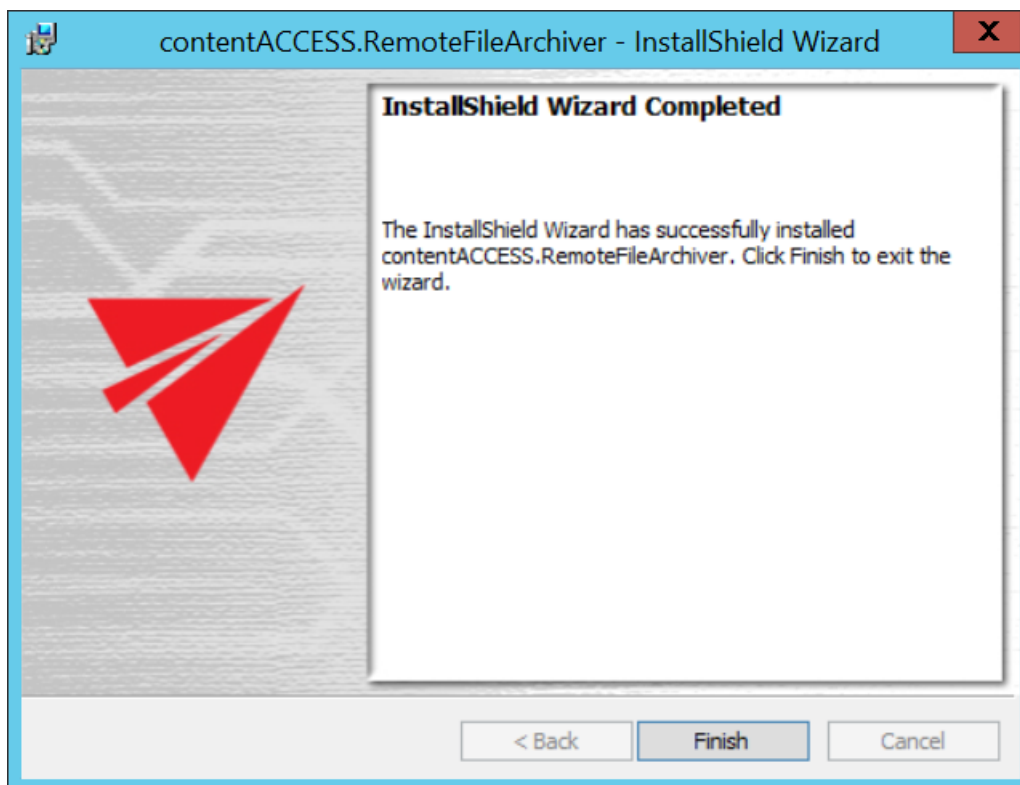 contentACCESS.RemoteFileArchiver - InstallShield Wizard
X
InstallShield Wizard Completed
The InstallShield Wizard has successfully installed
contentACCESS.RemoteFileArchiver. Click Finish to exit the
wizard.
< Back
Finish
Cancel